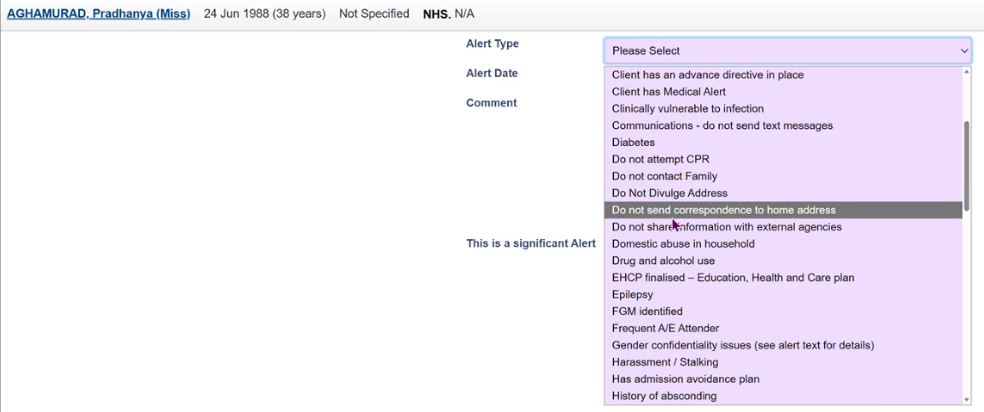 AGHAMURAD, Pradhanya (Miss) 24 Jun 1988 (38 years) Not Specified NHS. N/A
Alert Type Please Select
Alert Date
Comment
Client has an advance directive in place
Client has Medical Alert
Clinically vulnerable to infection
Communications - do not send text messages
Diabetes
Do not attempt CPR
Do not contact Family
Do Not Divulge Address
Do not send correspondence to home address
Do not share information with external agencies
This is a significant Alert
Domestic abuse in household
Drug and alcohol use
EHCP finalised – Education, Health and Care plan
Epilepsy
FGM identified
Frequent A/E Attender
Gender confidentiality issues (see alert text for details)
Harassment / Stalking
Has admission avoidance plan
History of absconding